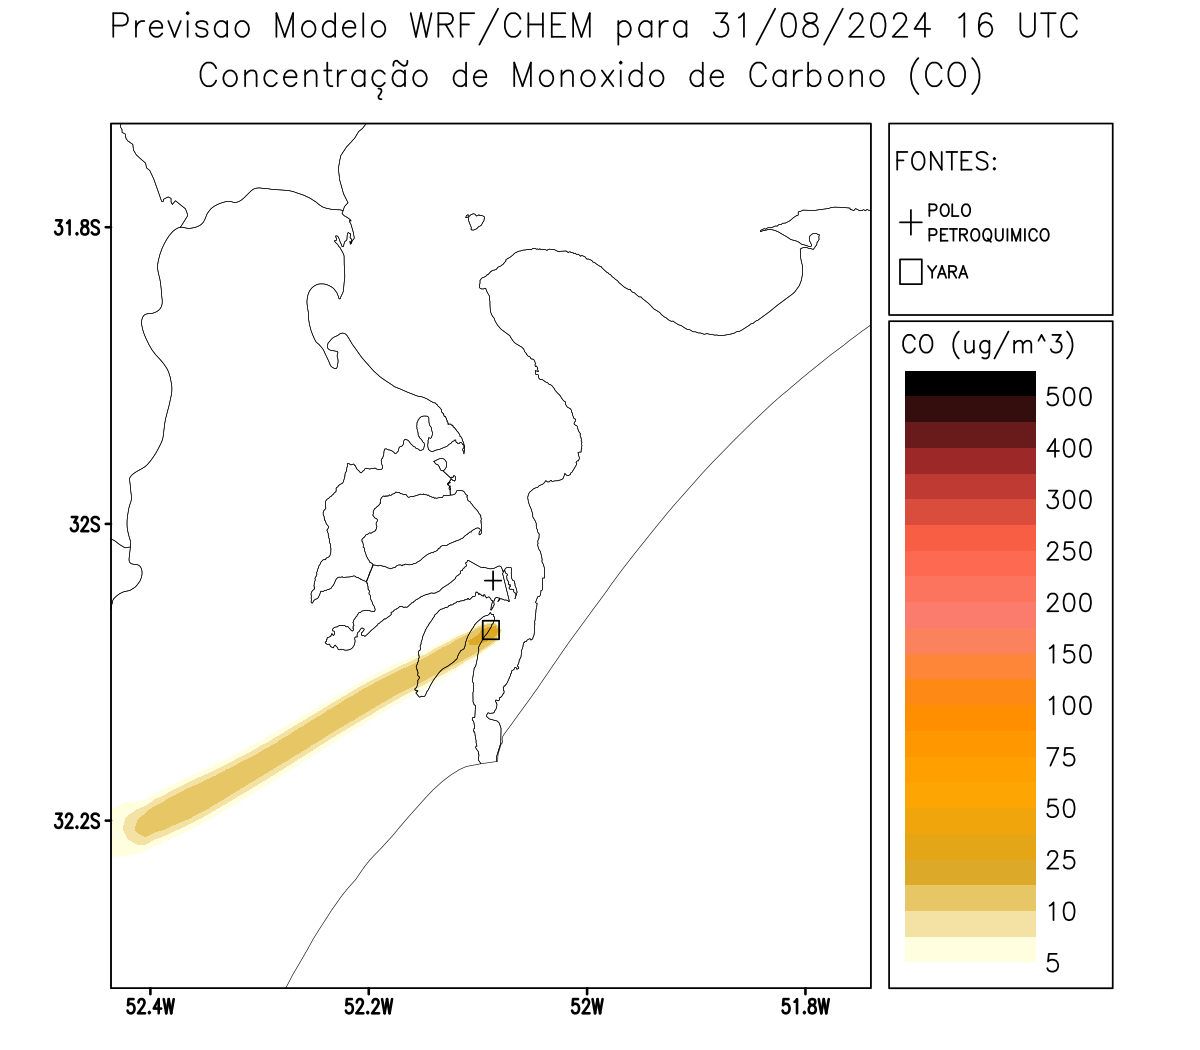 Previsao Modelo WRF/CHEM para 31/08/2024 16 UTC
Concentração de Monoxido de Carbono (CO)
FONTES:
POLO
PETROQUIMICO
YARA
31.8S
32S
32.2S
52.4W
52.2W
52W
51.8W
CO (ug/m^3)
500
400
300
250
200
150
100
75
50
25
10
5